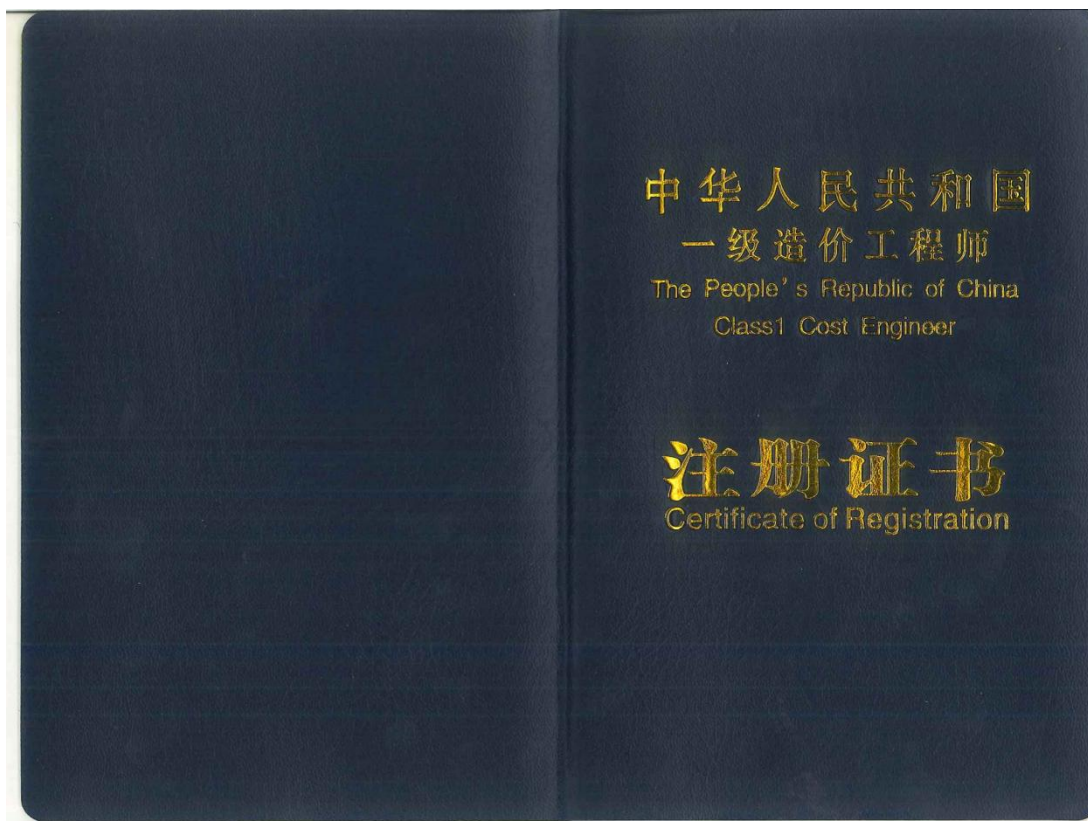 中华人民共和国
一级造价工程师
The People's Republic of China
Class1 Cost Engineer
注册证书
Certificate of Registration